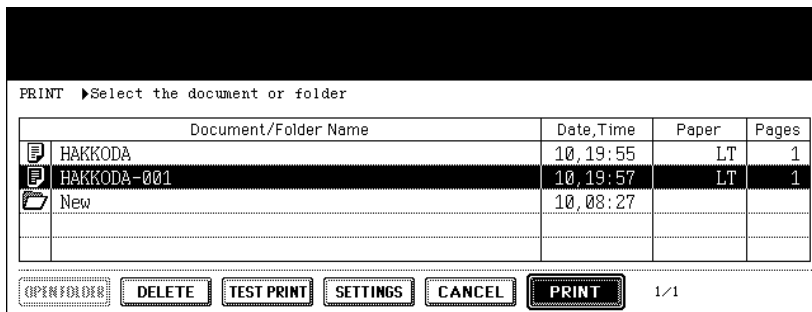 PRINT ▶Select the document or folder
Document/Folder Name Date,Time Paper Pages
HAKKODA 10,19:55 LT 1
HAKKODA-001 10,19:57 LT 1
New 10,08:27
OPEN FOLDER DELETE TEST PRINT SETTINGS CANCEL PRINT 1/1